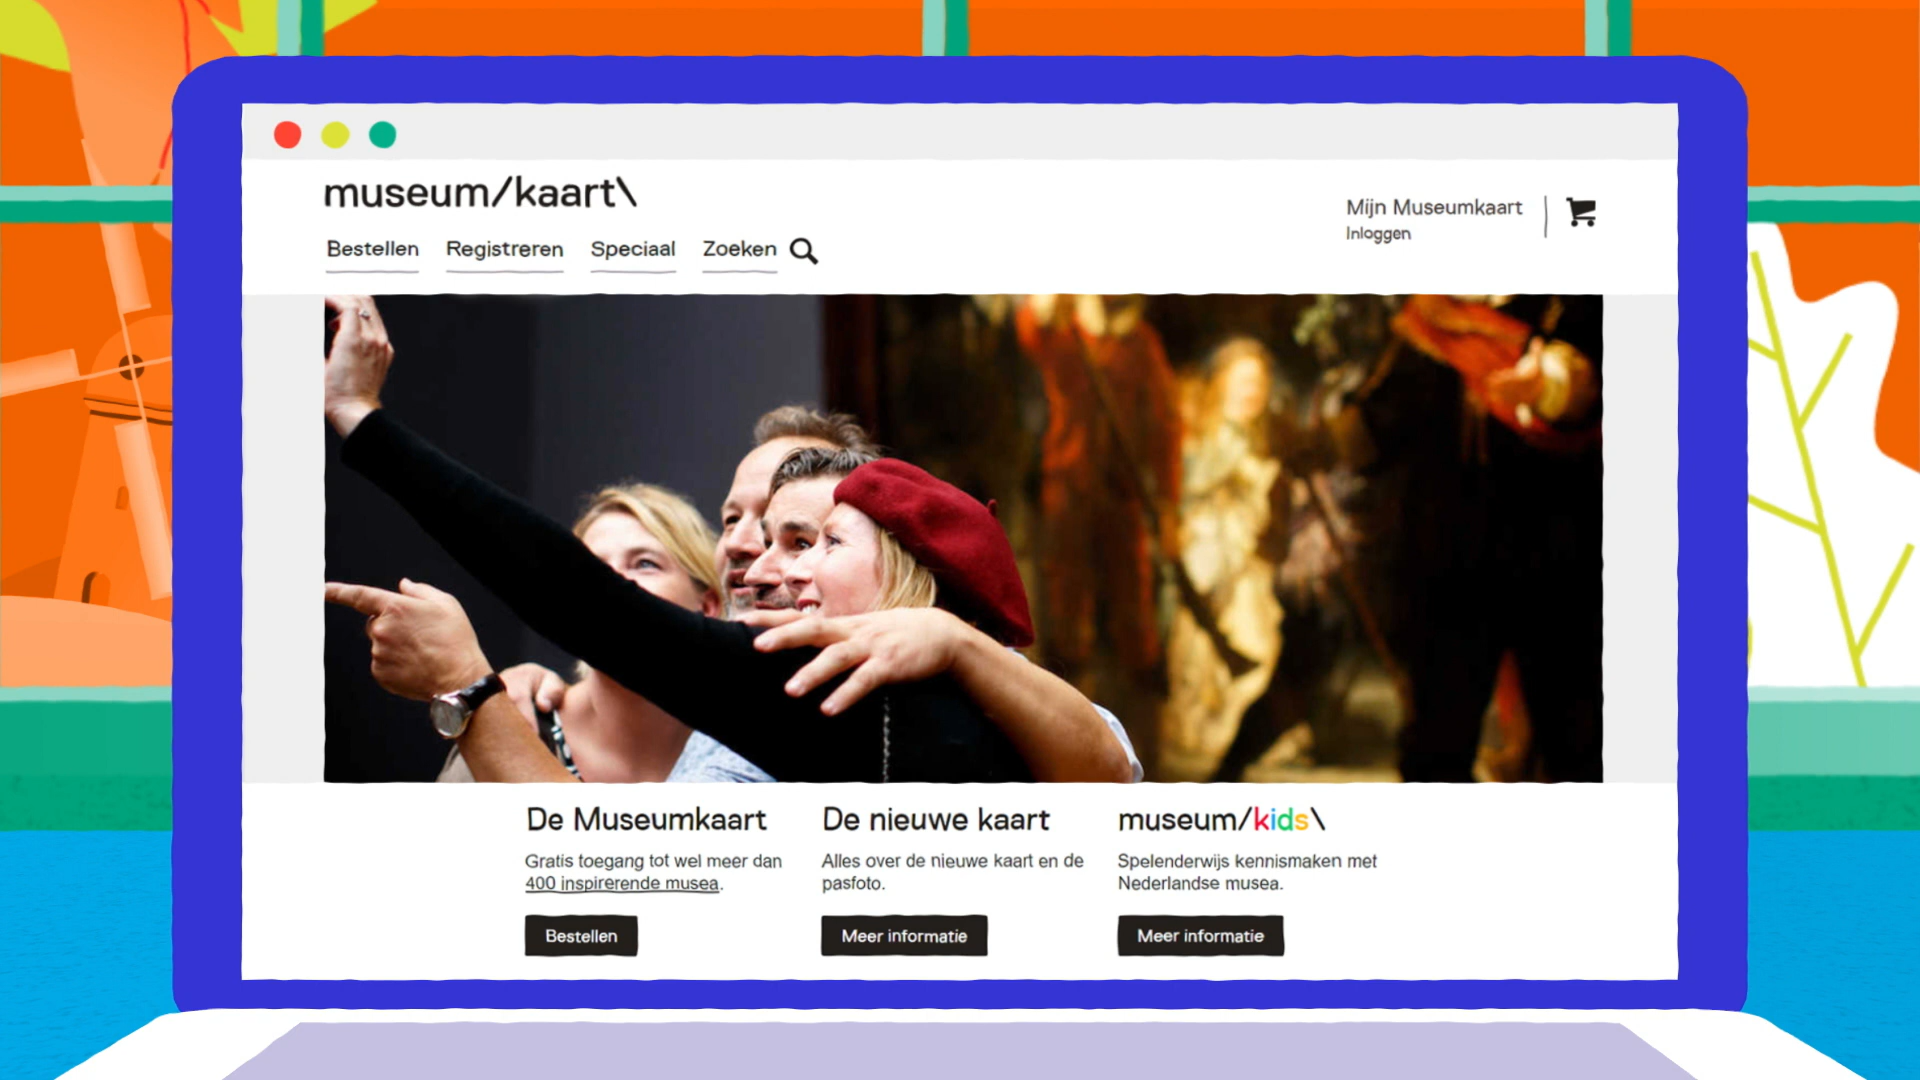 museum/kaart\
Mijn Museumkaart
Inloggen
Bestellen Registreren Speciaal Zoeken
De Museumkaart
Gratis toegang tot wel meer dan
400 inspirerende musea.
Bestellen
De nieuwe kaart
Alles over de nieuwe kaart en de
pasfoto.
Meer informatie
museum/kids\
Spelenderwijs kennismaken met
Nederlandse musea.
Meer informatie